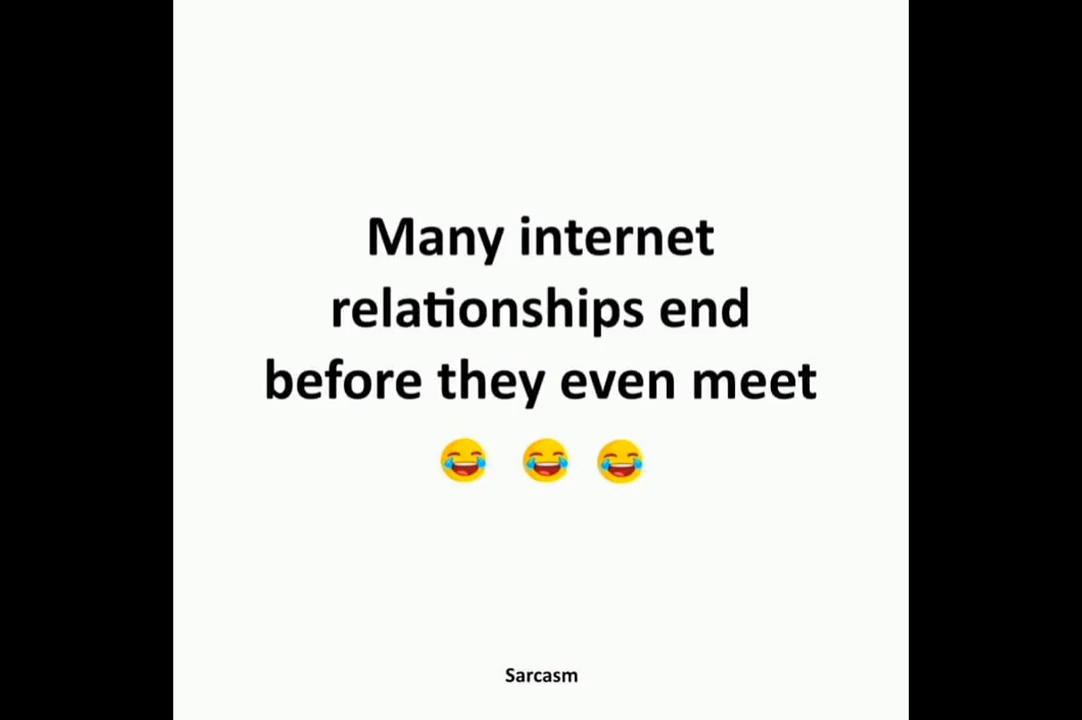 Many internet
relationships end
before they even meet
😂 😂 😂
Sarcasm